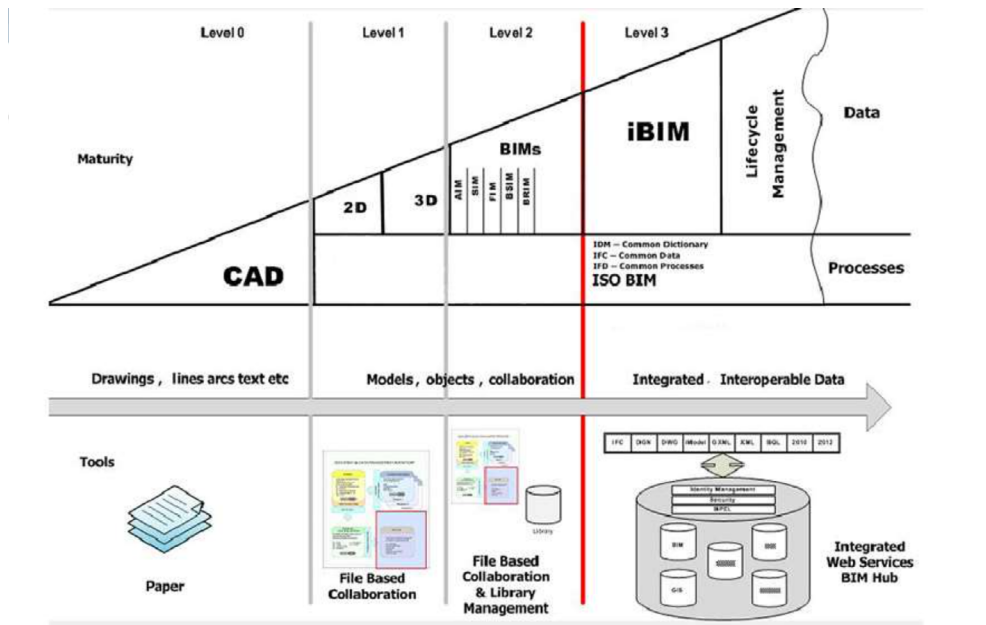 Level 0
Level 1
Level 2
Level 3
Maturity
CAD
2D
3D
BIMs
AIM
SIM
FIM
BSIM
BRIM
iBIM
Lifecycle
Management
Data
IDM – Common Dictionary
IFC – Common Data
IFD – Common Processes
ISO BIM
Processes
Drawings , lines arcs text etc
Models , objects , collaboration
Integrated , Interoperable Data
Tools
Paper
File Based
Collaboration
Library
File Based
Collaboration
& Library
Management
IFC DGN DWG iModel GXML XML SQL 2010 2012
Identity Management
Security
BPEL
BIM
GIS
Integrated
Web Services
BIM Hub